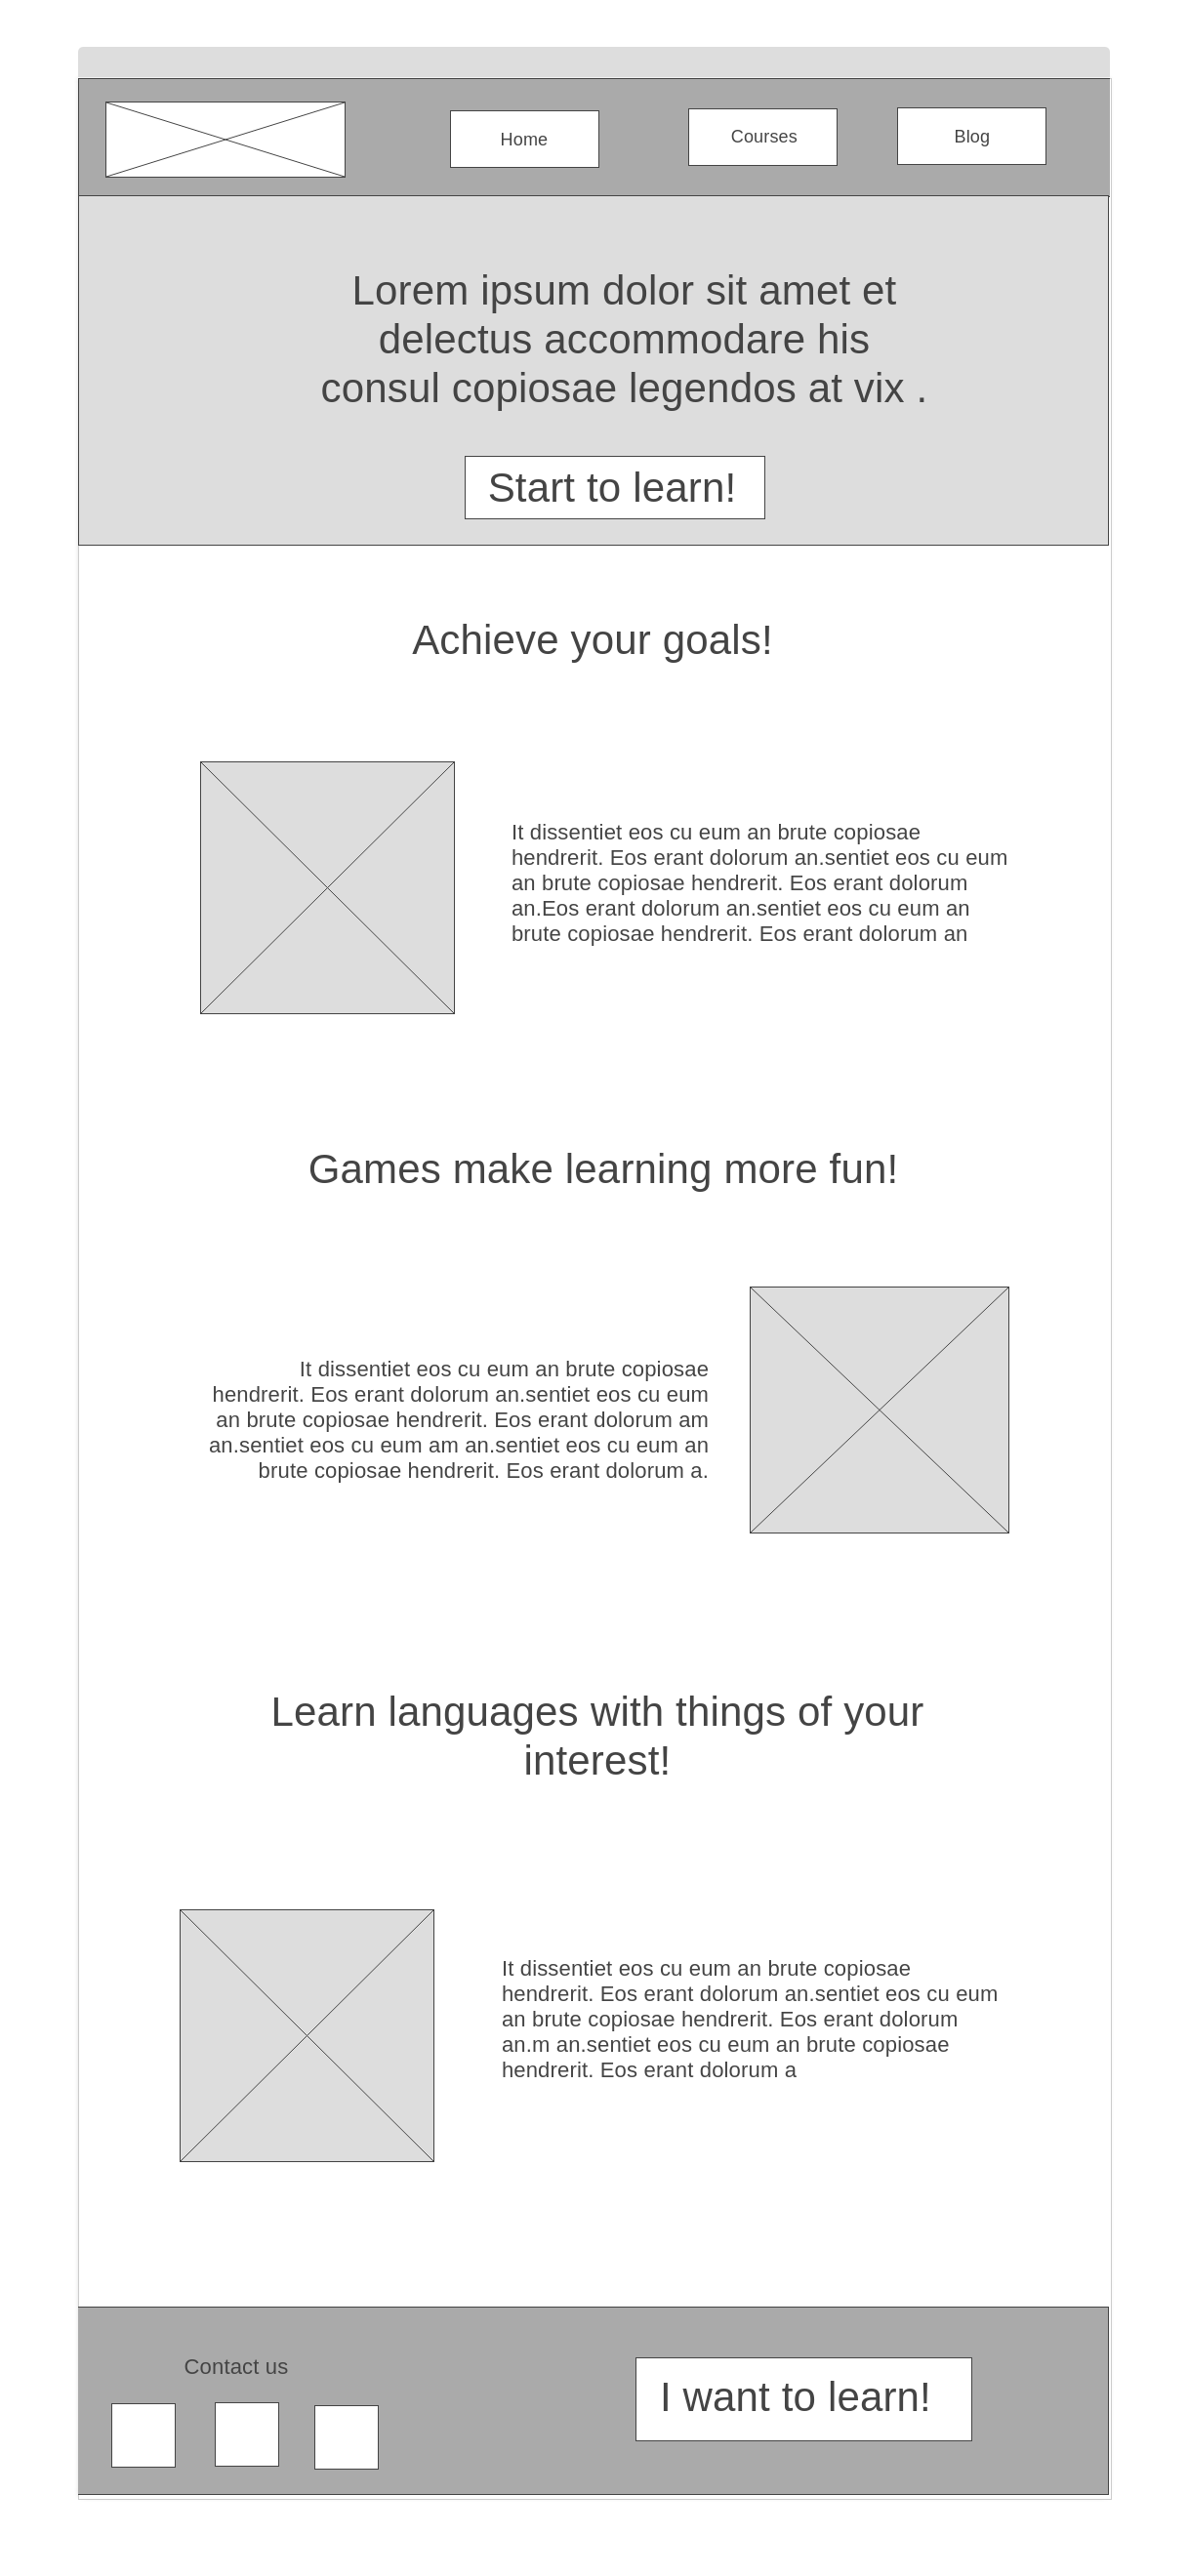 Home
Courses
Blog
Lorem ipsum dolor sit amet et
delectus accommodare his
consul copiosae legendos at vix .
Start to learn!
Achieve your goals!
It dissentiet eos cu eum an brute copiosae
hendrerit. Eos erant dolorum an.sentiet eos cu eum
an brute copiosae hendrerit. Eos erant dolorum
an.Eos erant dolorum an.sentiet eos cu eum an
brute copiosae hendrerit. Eos erant dolorum an
Games make learning more fun!
It dissentiet eos cu eum an brute copiosae
hendrerit. Eos erant dolorum an.sentiet eos cu eum
an brute copiosae hendrerit. Eos erant dolorum am
an.sentiet eos cu eum am an.sentiet eos cu eum an
brute copiosae hendrerit. Eos erant dolorum a.
Learn languages with things of your
interest!
It dissentiet eos cu eum an brute copiosae
hendrerit. Eos erant dolorum an.sentiet eos cu eum
an brute copiosae hendrerit. Eos erant dolorum
an.m an.sentiet eos cu eum an brute copiosae
hendrerit. Eos erant dolorum a
Contact us
I want to learn!